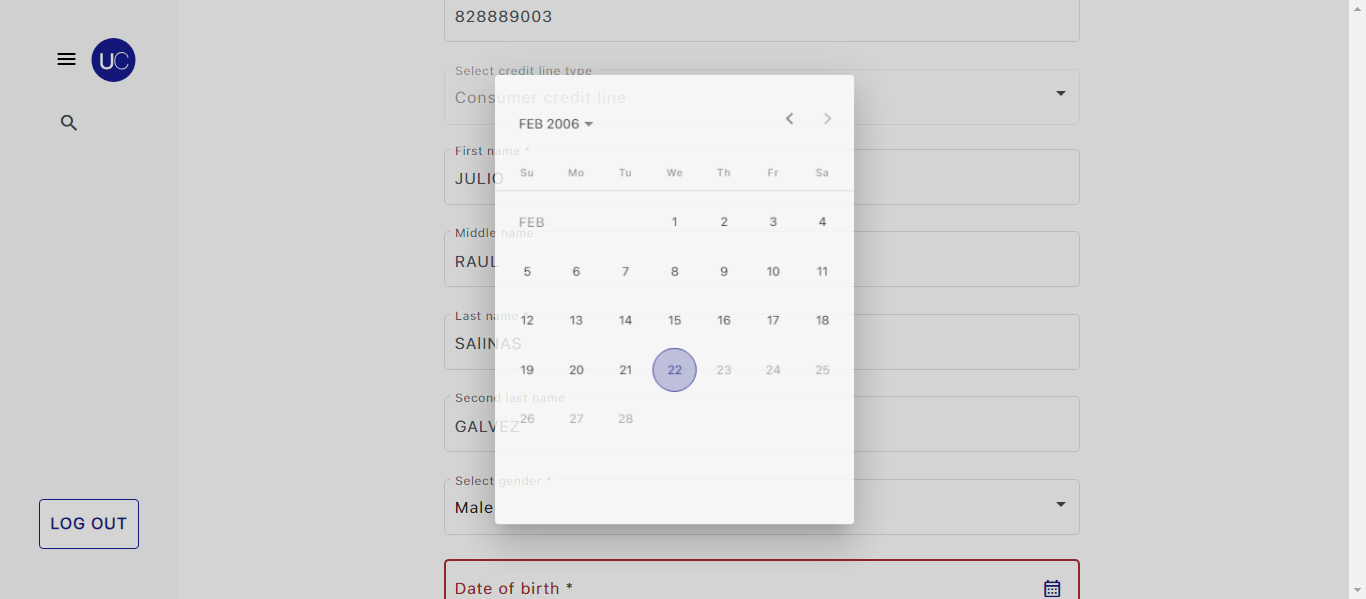 828889003
UC
Select credit line type
Consumer credit line
FEB 2006
First name *
JULIO
Su Mo Tu We Th Fr Sa
FEB 1 2 3 4
Middle name
RAUL
5 6 7 8 9 10 11
Last name *
12 13 14 15 16 17 18
SAlINAS
19 20 21 22 23 24 25
Second last name
26 27 28
GALVEZ
Select gender *
Male
LOG OUT
Date of birth *